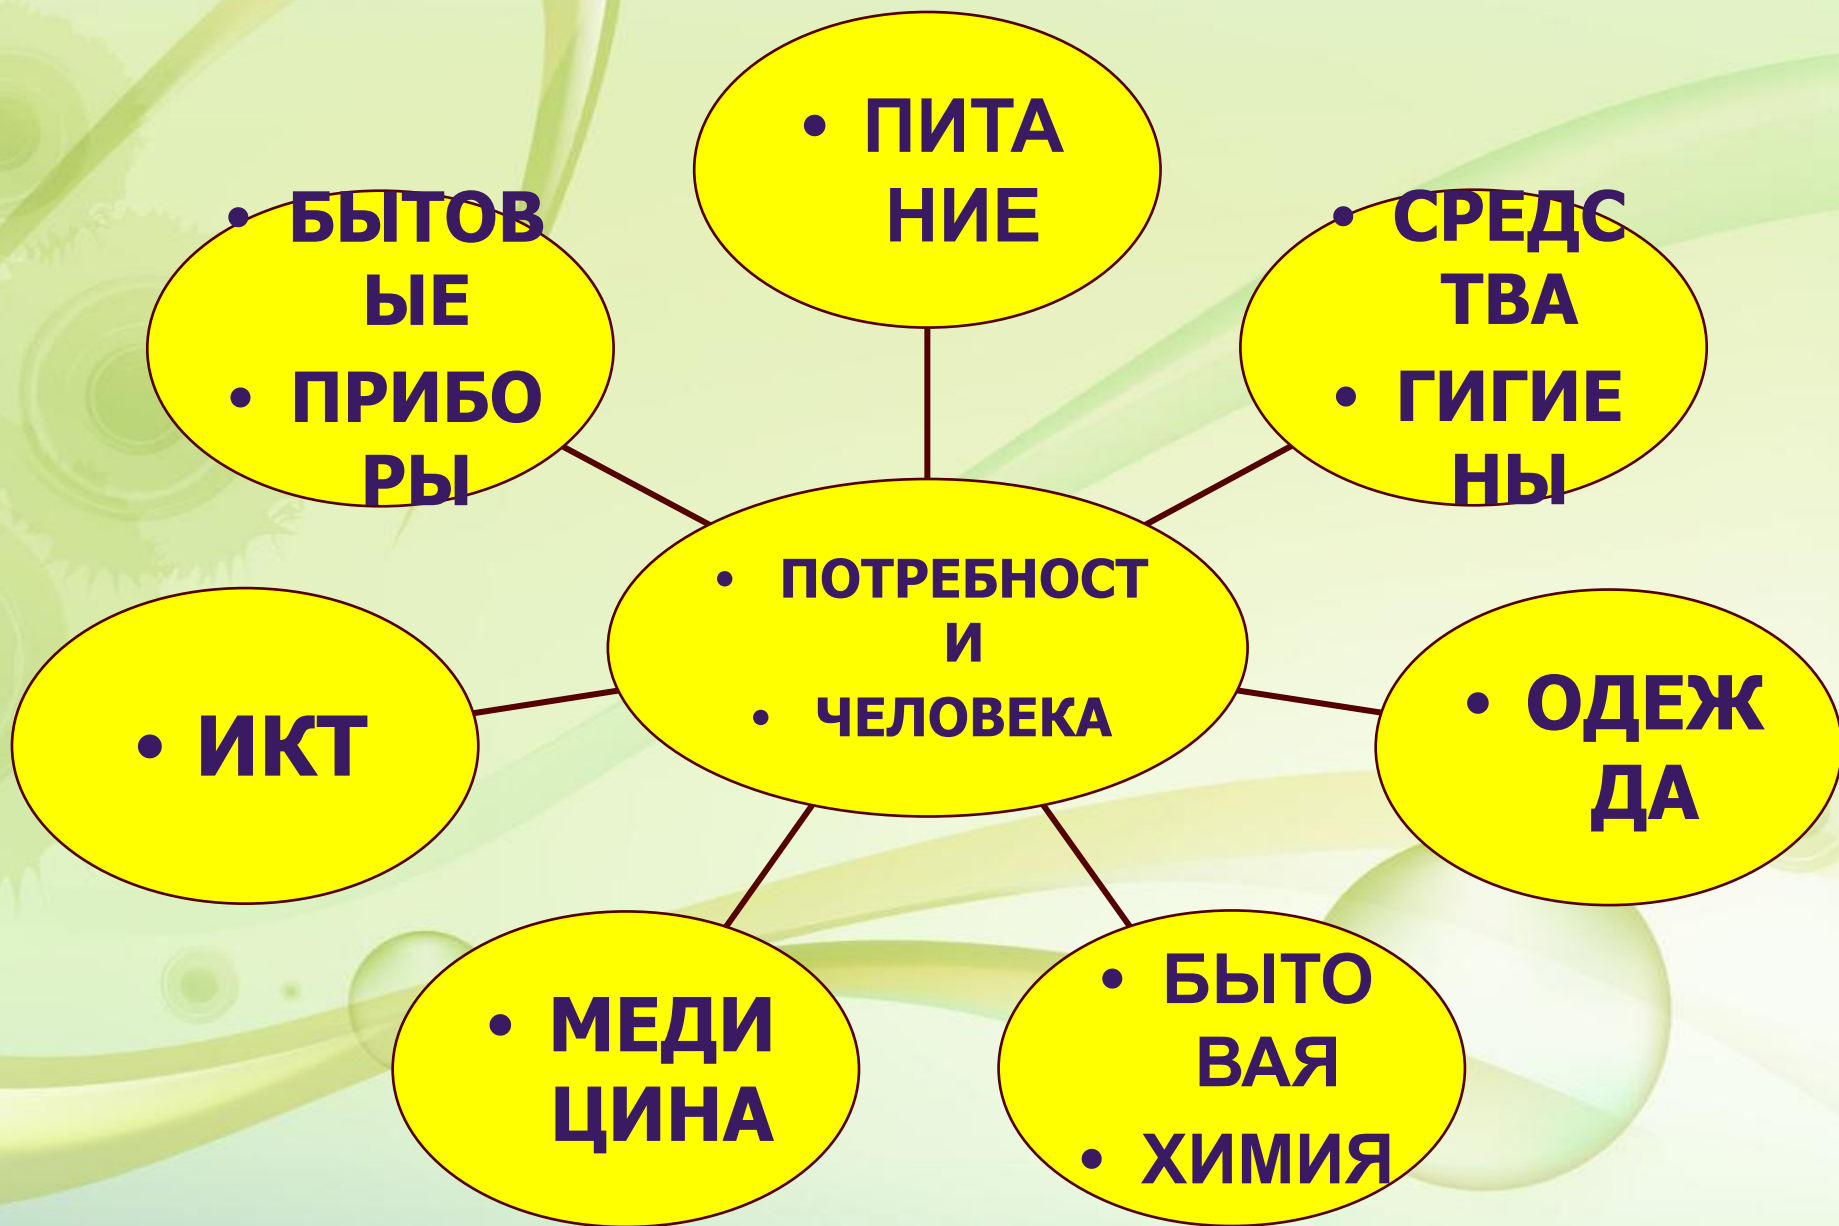 • ПИТА
НИЕ
• БЫТОВ
ЫЕ
• ПРИБО
РЫ
• СРЕДС
ТВА
• ГИГИЕ
НЫ
• ПОТРЕБНОСТ
И
• ЧЕЛОВЕКА
• ИКТ
• ОДЕЖ
ДА
• МЕДИ
ЦИНА
• БЫТО
ВАЯ
• ХИМИЯ